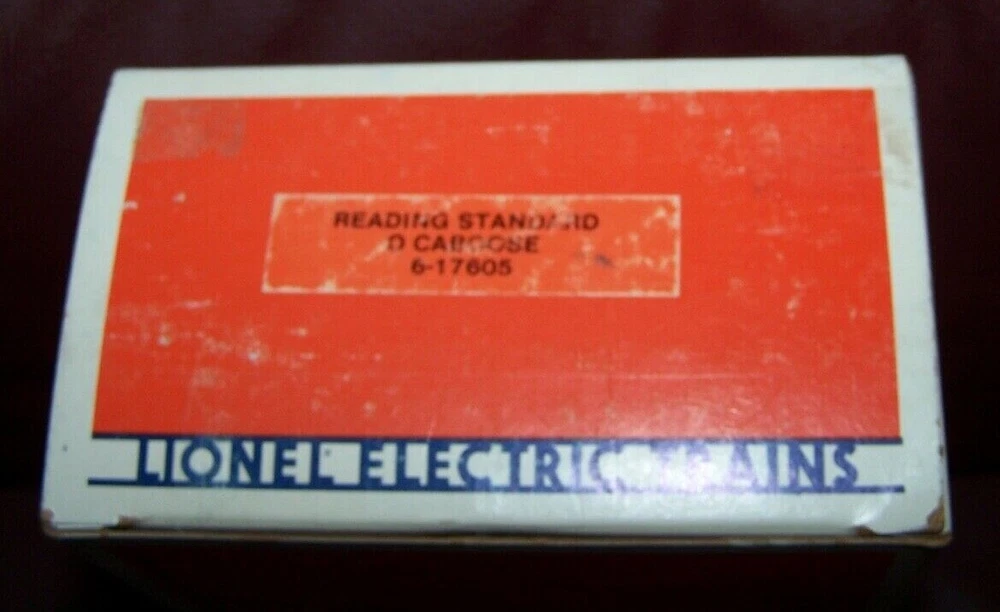 READING STANDARD
O CABOOSE
6-17605
LIONEL ELECTRIC TRAINS